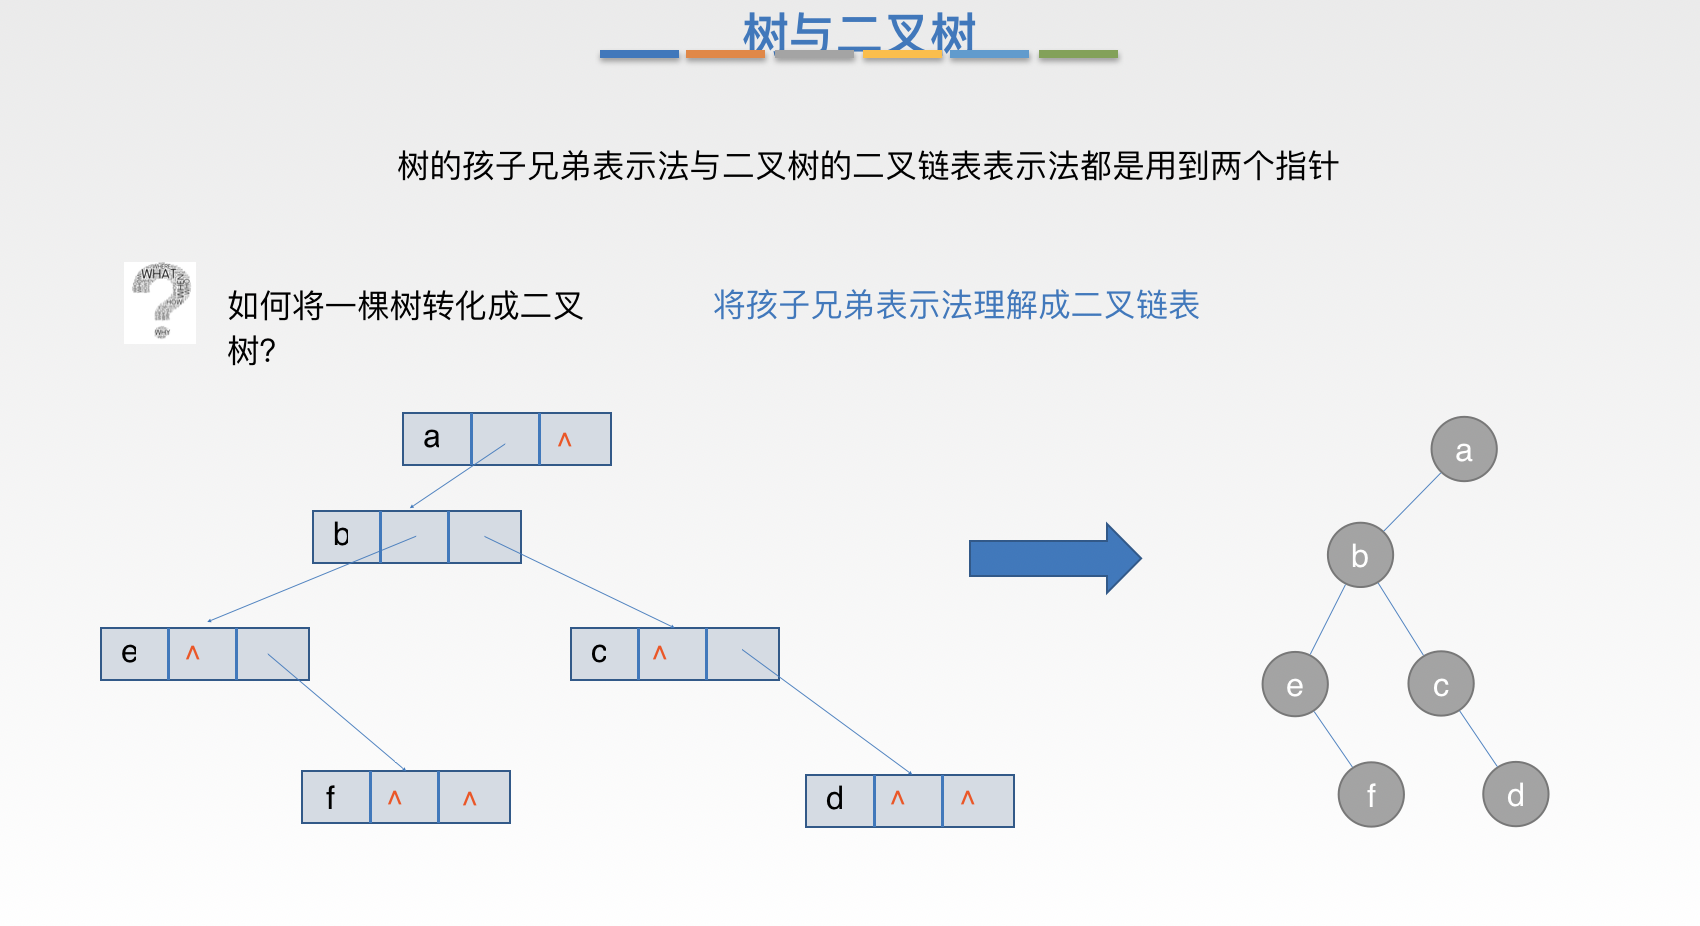 树与二叉树
树的孩子兄弟表示法与二叉树的二叉链表表示法都是用到两个指针
WHAT
HOW
WHY
如何将一棵树转化成二叉
树?
将孩子兄弟表示法理解成二叉链表
a ^
b
e ^
c ^
f ^ ^
d ^ ^
a
b
e c
f d